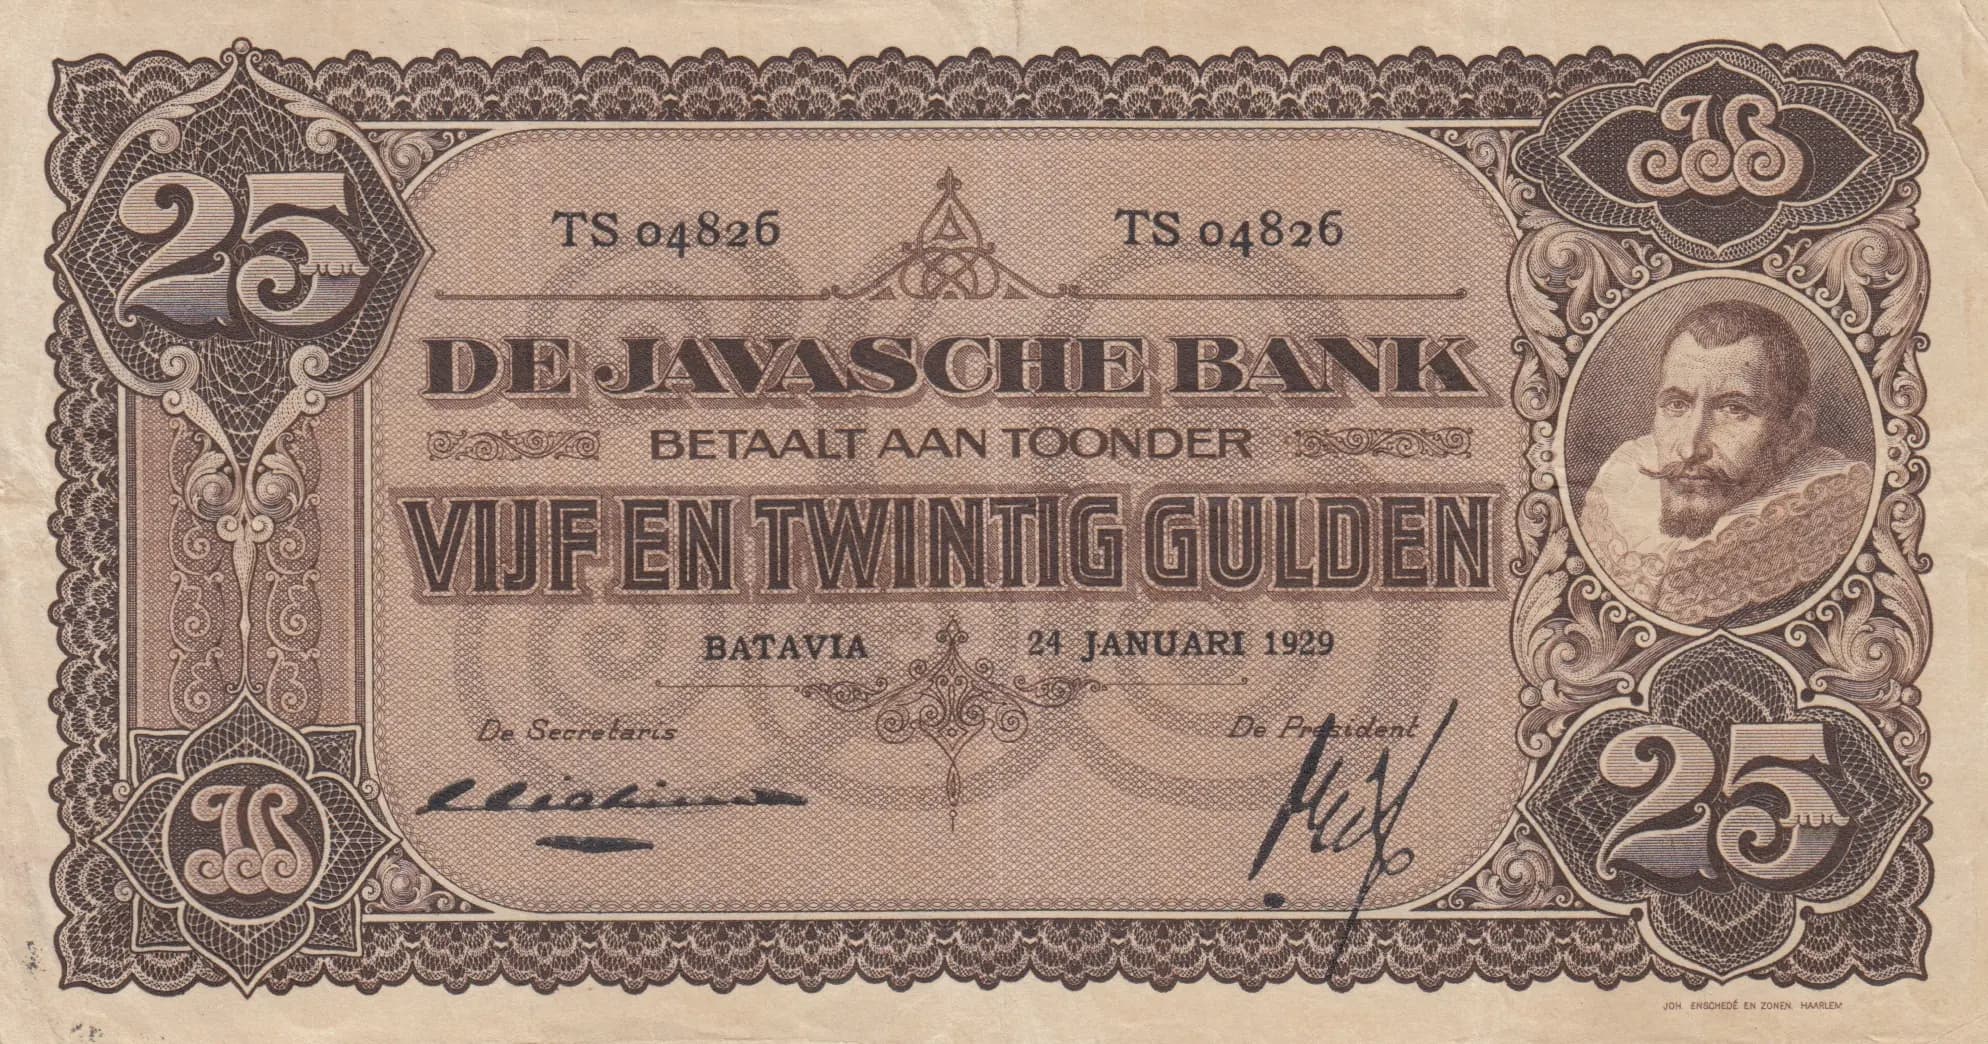 25
TS 04826 TS 04826
DE JAVASCHE BANK
BETAALT AAN TOONDER
VIJF EN TWINTIG GULDEN
BATAVIA 24 JANUARI 1929
De Secretaris De President
25
JOH. ENSCHEDÉ EN ZONEN. HAARLEM